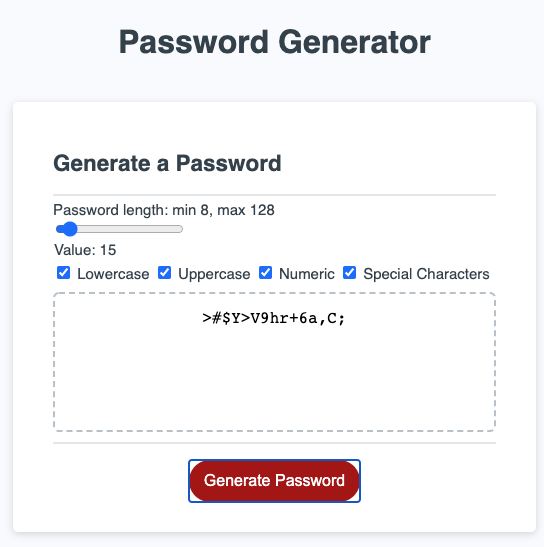 Password Generator
Generate a Password
Password length: min 8, max 128
Value: 15
Lowercase Uppercase Numeric Special Characters
>#$Y>V9hr+6a,C;
Generate Password